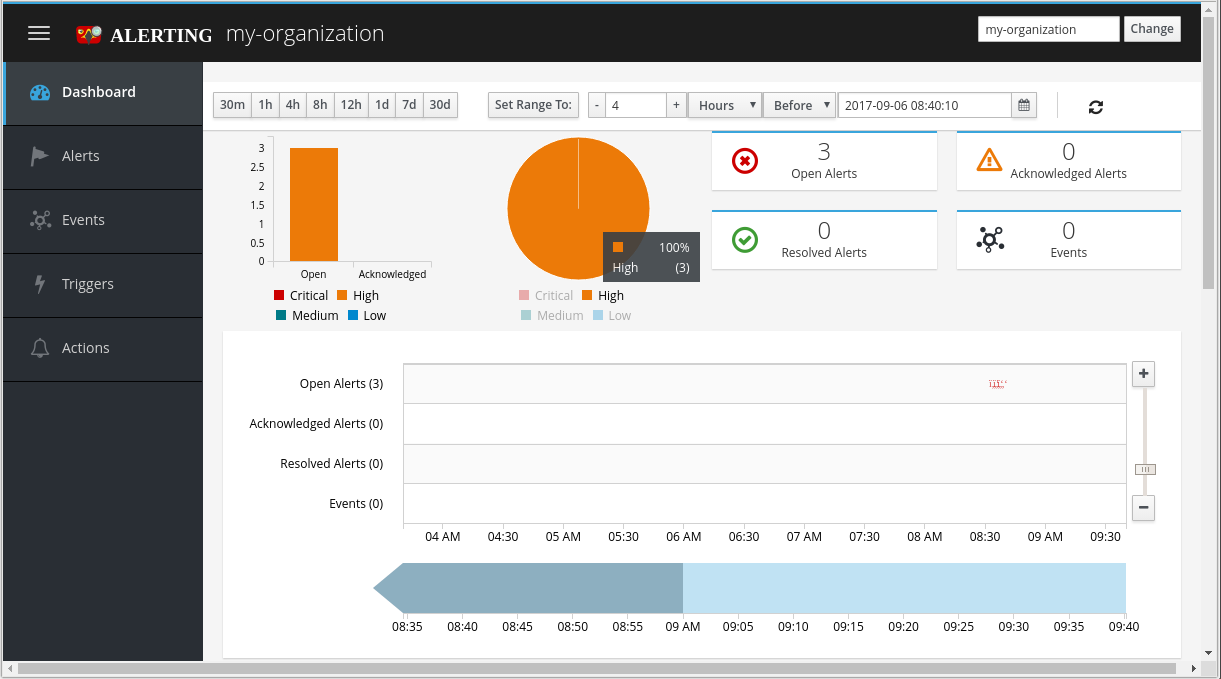 ALERTING my-organization
my-organization Change
Dashboard
Alerts
Events
Triggers
Actions
30m 1h 4h 8h 12h 1d 7d 30d Set Range To: - 4 + Hours Before 2017-09-06 08:40:10
3
2.5
2
1.5
1
0.5
0
Open Acknowledged
Critical High
Medium Low
100%
High (3)
Critical High
Medium Low
3
Open Alerts
0
Acknowledged Alerts
0
Resolved Alerts
0
Events
Open Alerts (3)
Acknowledged Alerts (0)
Resolved Alerts (0)
Events (0)
04 AM 04:30 05 AM 05:30 06 AM 06:30 07 AM 07:30 08 AM 08:30 09 AM 09:30
08:35 08:40 08:45 08:50 08:55 09 AM 09:05 09:10 09:15 09:20 09:25 09:30 09:35 09:40